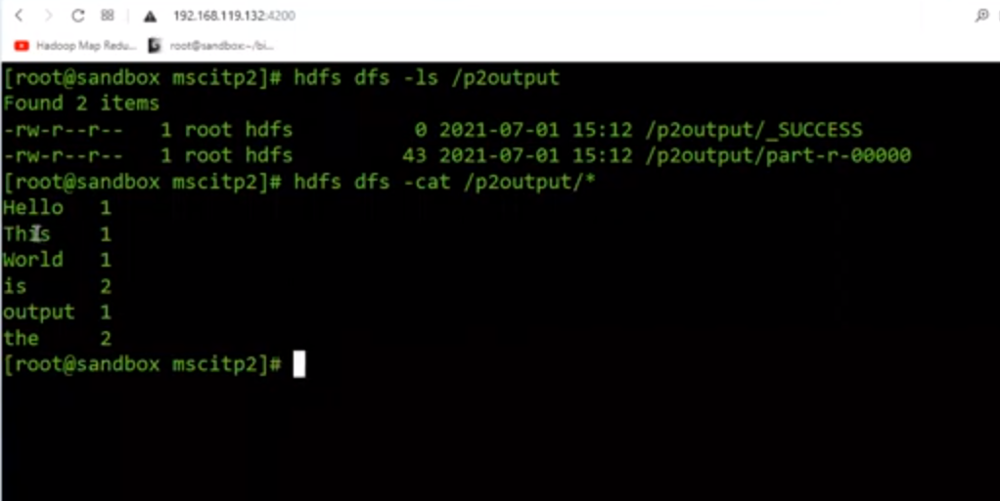 192.168.119.132:4200
Hadoop Map Redu... root@sandbox:~/bi...
[root@sandbox mscitp2]# hdfs dfs -ls /p2output
Found 2 items
-rw-r--r--   1 root hdfs          0 2021-07-01 15:12 /p2output/_SUCCESS
-rw-r--r--   1 root hdfs         43 2021-07-01 15:12 /p2output/part-r-00000
[root@sandbox mscitp2]# hdfs dfs -cat /p2output/*
Hello   1
This    1
World   1
is      2
output  1
the     2
[root@sandbox mscitp2]#